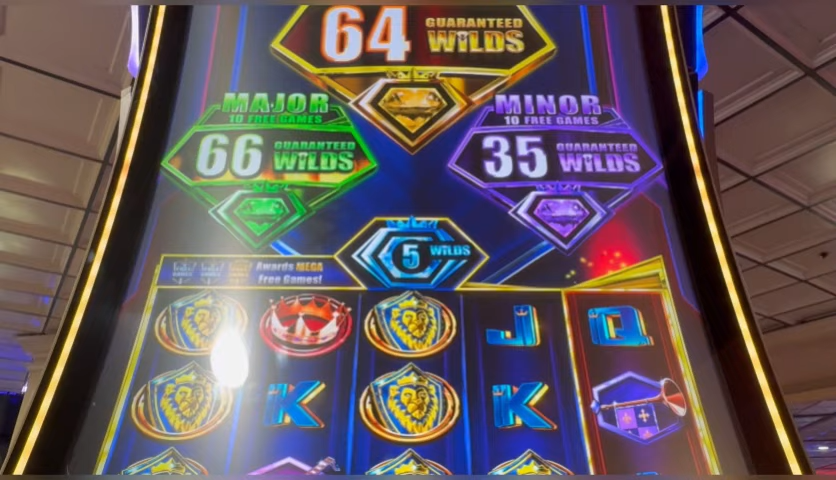 64 GUARANTEED WILDS
MAJOR
10 FREE GAMES
66 GUARANTEED WILDS
MINOR
10 FREE GAMES
35 GUARANTEED WILDS
5 WILDS
Awards MEGA
Free Games!
J
Q
K
K